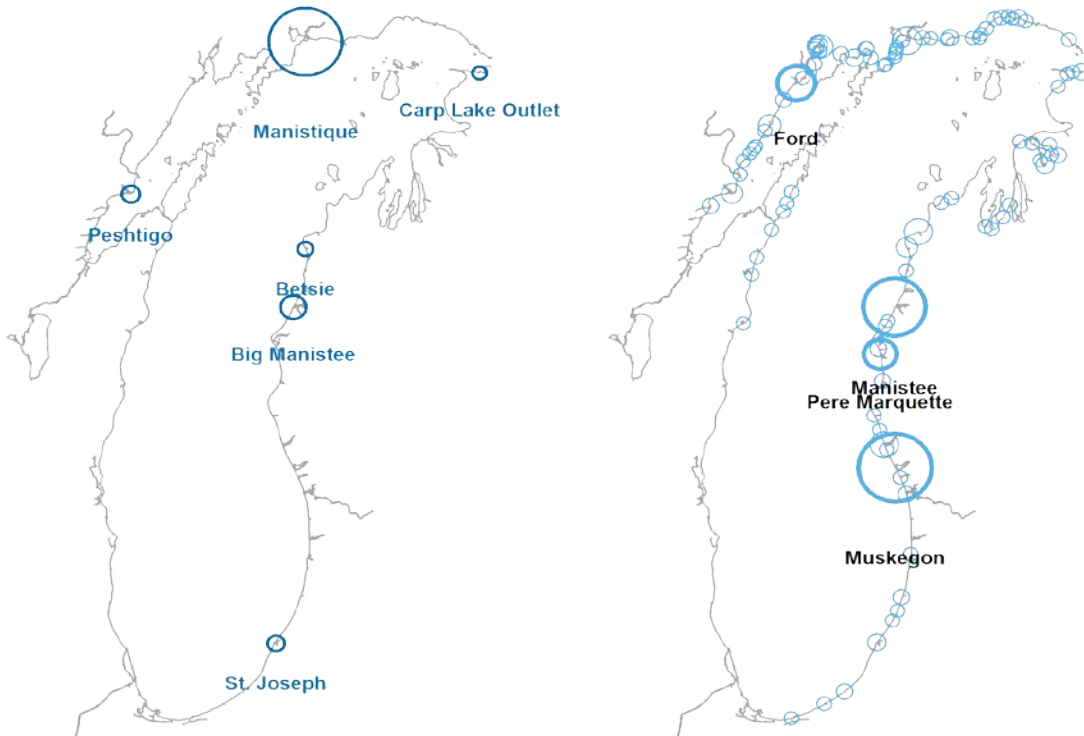 Carp Lake Outlet
Manistique
Peshtigo
Betsie
Big Manistee
St. Joseph
Ford
Manistee
Pere Marquette
Muskegon